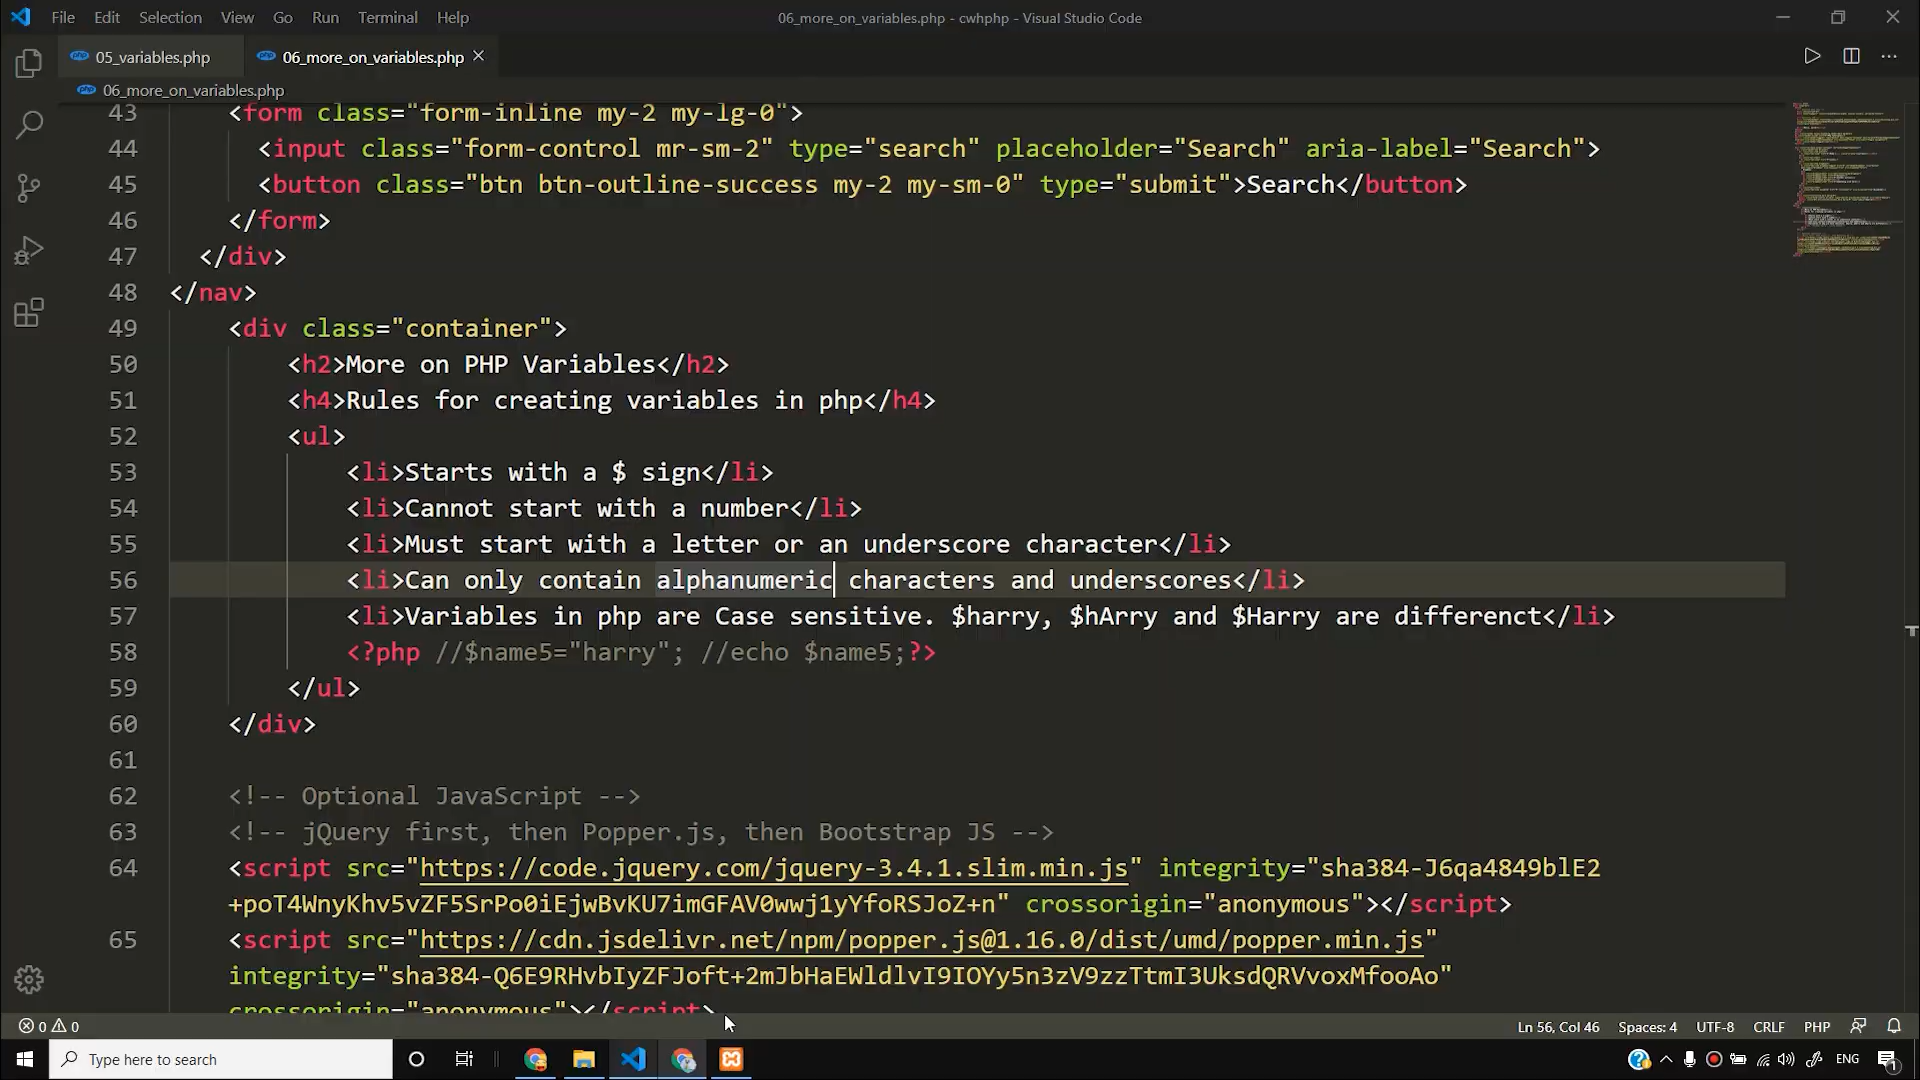 File Edit Selection View Go Run Terminal Help 06_more_on_variables.php - cwhphp - Visual Studio Code
05_variables.php 06_more_on_variables.php
06_more_on_variables.php
43 <form class="form-inline my-2 my-lg-0">
44 <input class="form-control mr-sm-2" type="search" placeholder="Search" aria-label="Search">
45 <button class="btn btn-outline-success my-2 my-sm-0" type="submit">Search</button>
46 </form>
47 </div>
48 </nav>
49 <div class="container">
50 <h2>More on PHP Variables</h2>
51 <h4>Rules for creating variables in php</h4>
52 <ul>
53 <li>Starts with a $ sign</li>
54 <li>Cannot start with a number</li>
55 <li>Must start with a letter or an underscore character</li>
56 <li>Can only contain alphanumeric characters and underscores</li>
57 <li>Variables in php are Case sensitive. $harry, $hArry and $Harry are differenct</li>
58 <?php //$name5="harry"; //echo $name5;?>
59 </ul>
60 </div>
61
62 <!-- Optional JavaScript -->
63 <!-- jQuery first, then Popper.js, then Bootstrap JS -->
64 <script src="https://code.jquery.com/jquery-3.4.1.slim.min.js" integrity="sha384-J6qa4849blE2
+poT4WnyKhv5vZF5SrPo0iEjwBvKU7imGFAV0wwj1yYfoRSJoZ+n" crossorigin="anonymous"></script>
65 <script src="https://cdn.jsdelivr.net/npm/popper.js@1.16.0/dist/umd/popper.min.js"
integrity="sha384-Q6E9RHvbIyZFJoft+2mJbHaEWldlvI9IOYy5n3zV9zzTtmI3UksdQRVvoxMfooAo"
crossorigin="anonymous"></script>
0 0 Ln 56, Col 46 Spaces: 4 UTF-8 CRLF PHP
Type here to search ENG 1